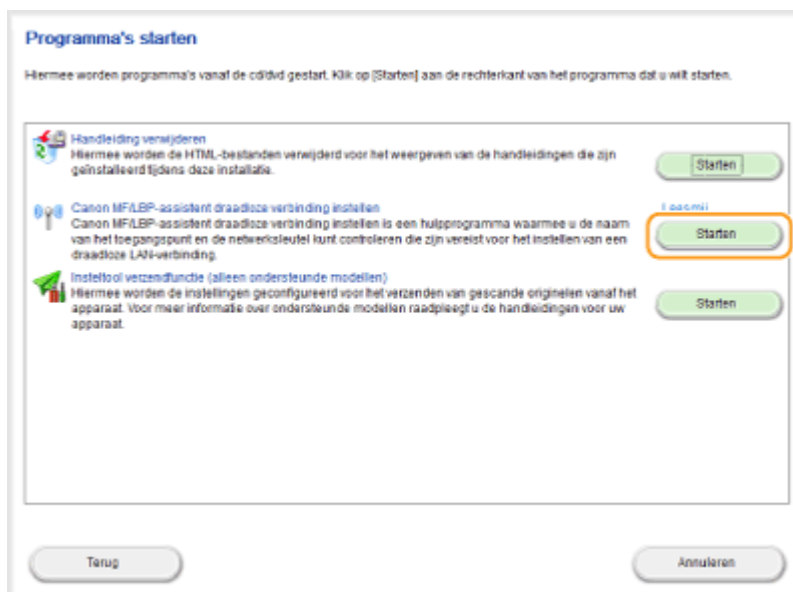 Programma's starten
Hiermee worden programma's vanaf de cd/dvd gestart. Klik op [Starten] aan de rechterkant van het programma dat u wilt starten.
Handleiding verwijderen
Hiermee worden de HTML-bestanden verwijderd voor het weergeven van de handleidingen die zijn
geïnstalleerd tijdens deze installatie.
Starten
Canon MF/LBP-assistent draadloze verbinding instellen
Leesmij
Canon MF/LBP-assistent draadloze verbinding instellen is een hulpprogramma waarmee u de naam
van het toegangspunt en de netwerksleutel kunt controleren die zijn vereist voor het instellen van een
draadloze LAN-verbinding.
Starten
Insteltool verzendfunctie (alleen ondersteunde modellen)
Hiermee worden de instellingen geconfigureerd voor het verzenden van gescande originelen vanaf het
apparaat. Voor meer informatie over ondersteunde modellen raadpleegt u de handleidingen voor uw
apparaat.
Starten
Terug
Annuleren